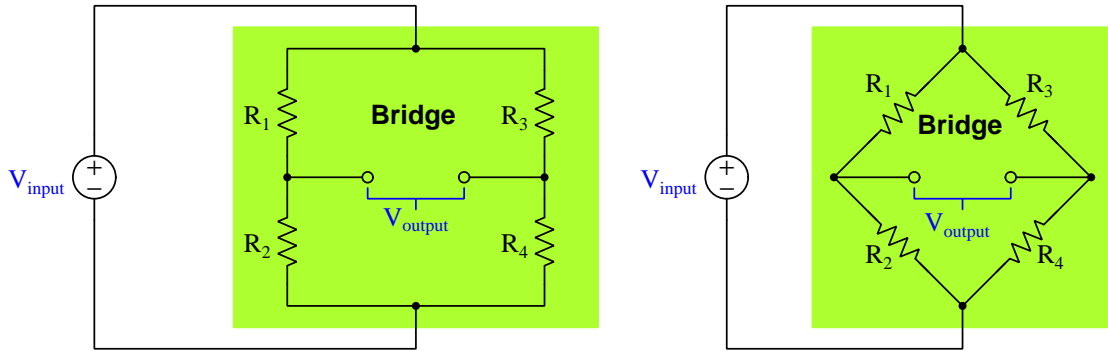 R1
R3
Bridge
Vinput
+
−
Voutput
R2
R4
R1
R3
Bridge
Vinput
+
−
Voutput
R2
R4